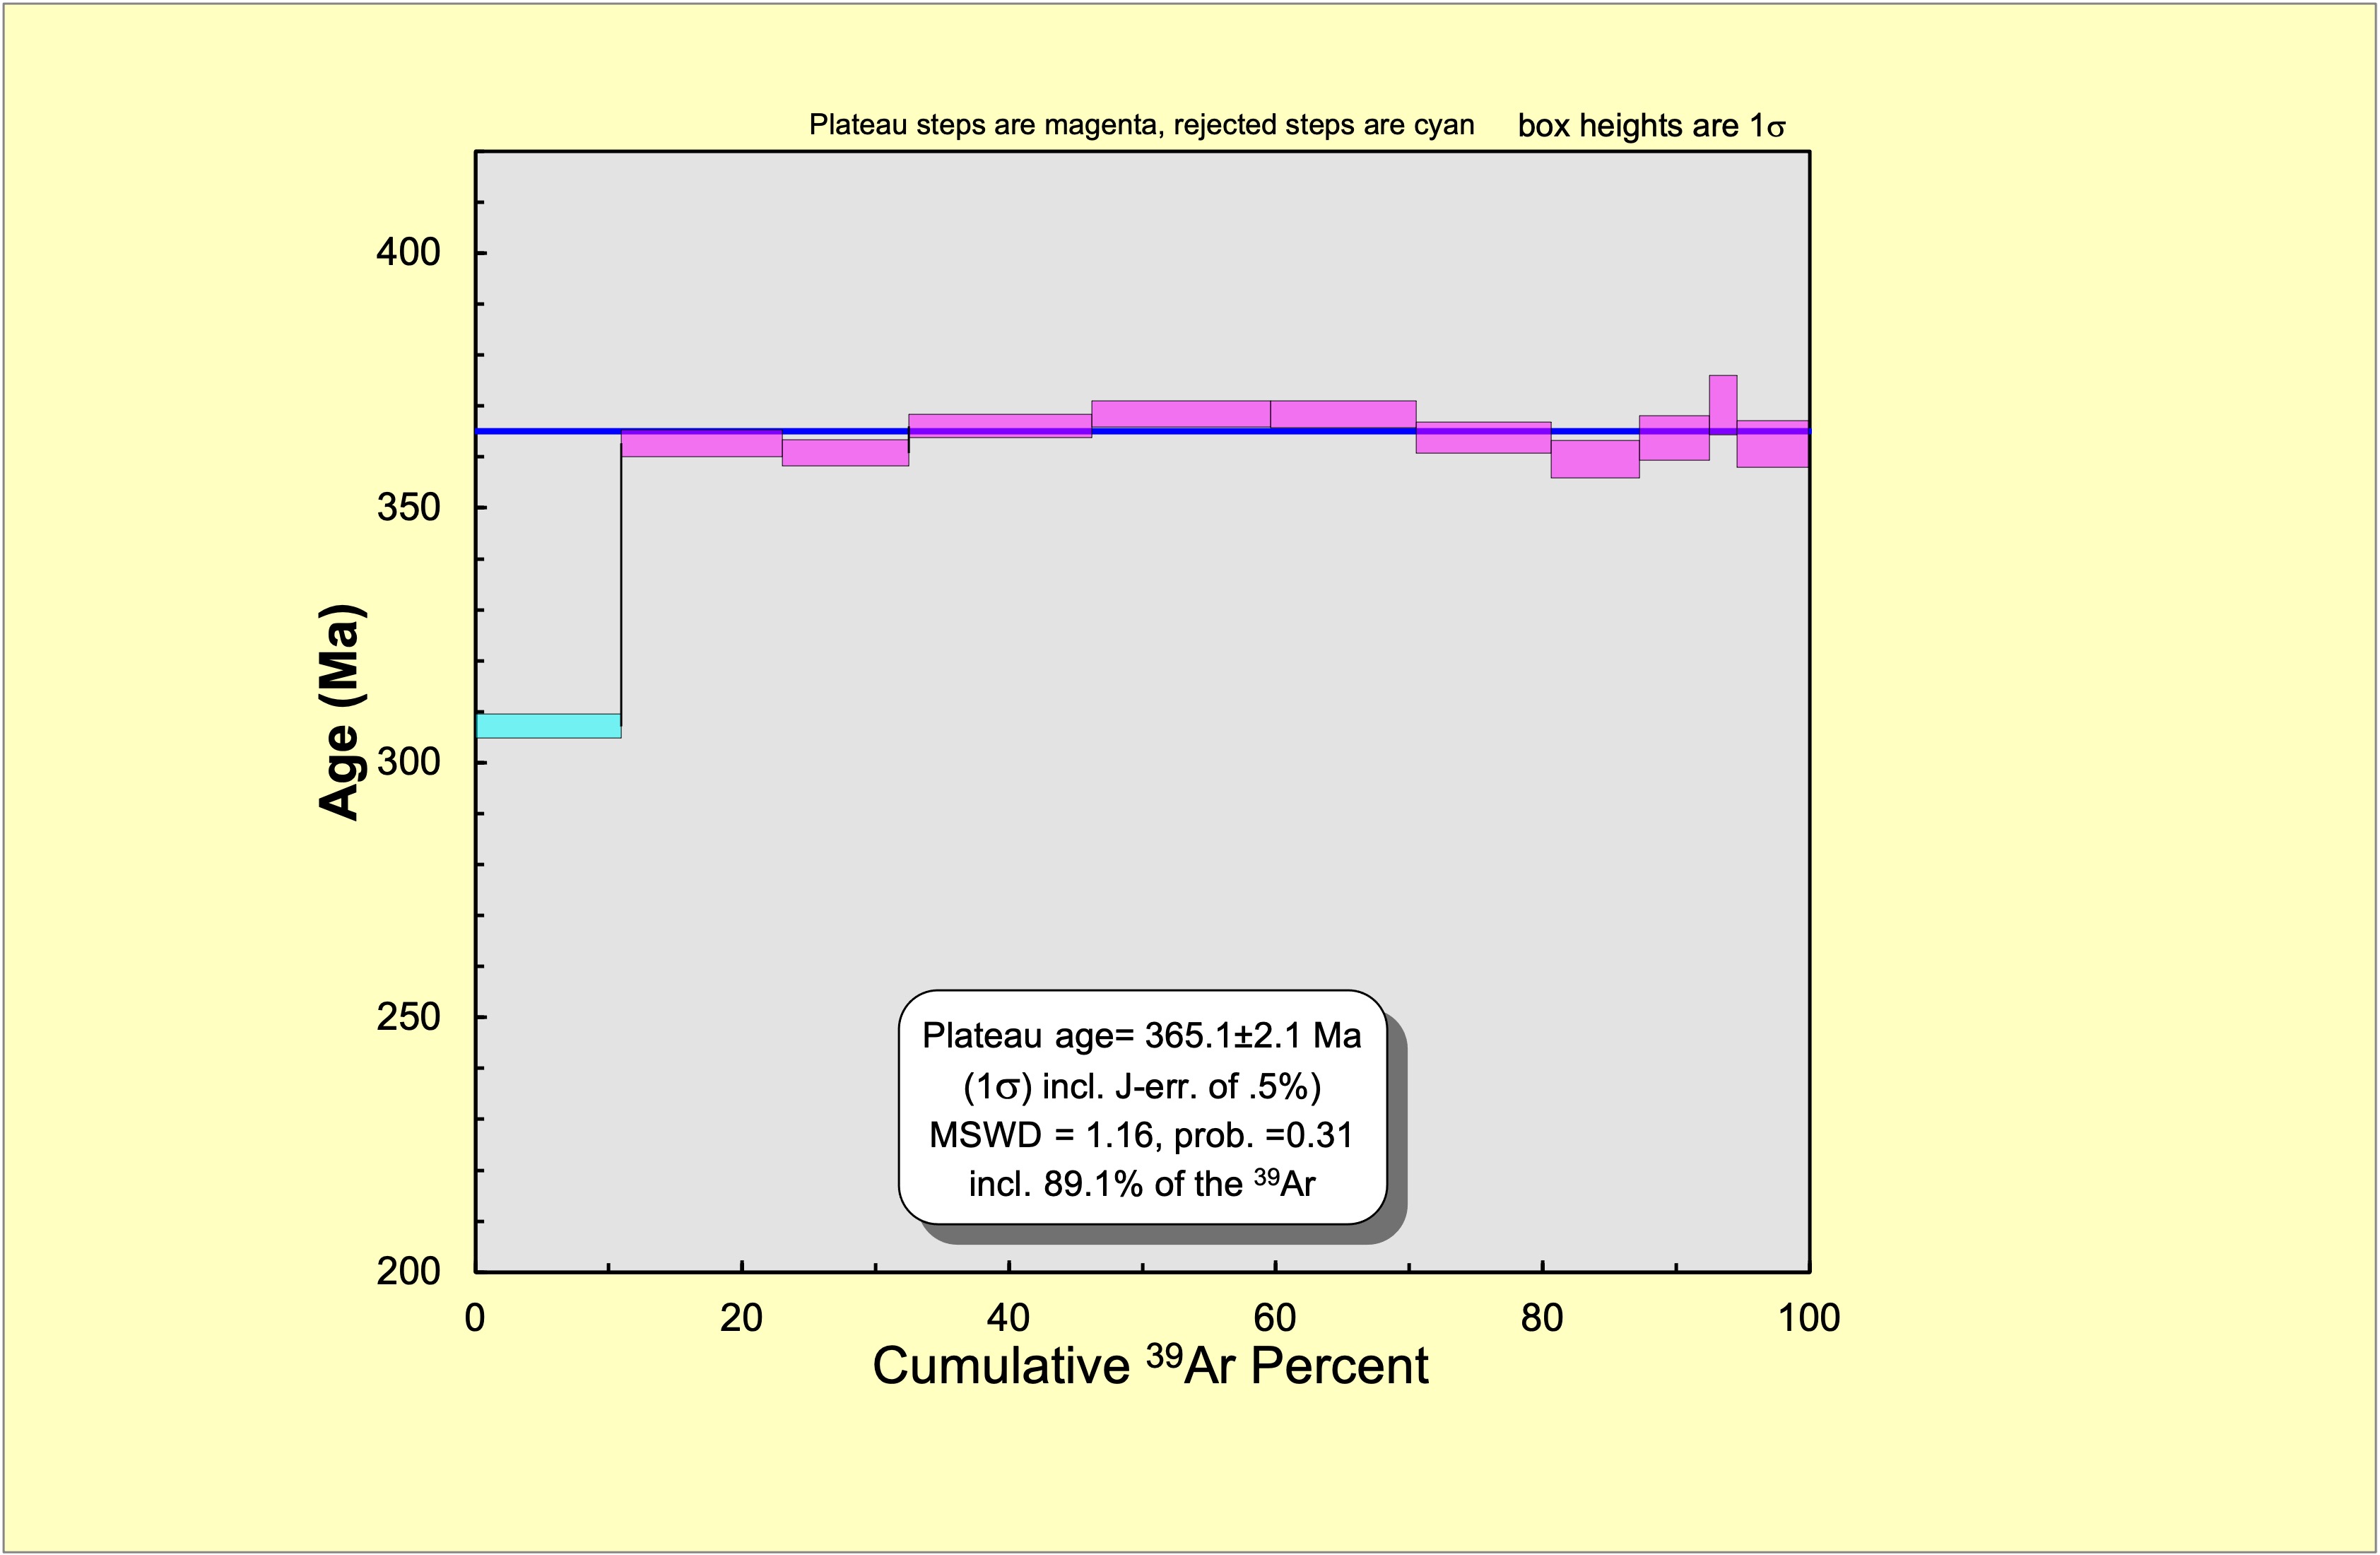 Plateau steps are magenta, rejected steps are cyan box heights are 1σ
400
350
300
250
200
Age (Ma)
Plateau age= 365.1±2.1 Ma
(1σ) incl. J-err. of .5%)
MSWD = 1.16, prob. =0.31
incl. 89.1% of the ³⁹Ar
0 20 40 60 80 100
Cumulative ³⁹Ar Percent